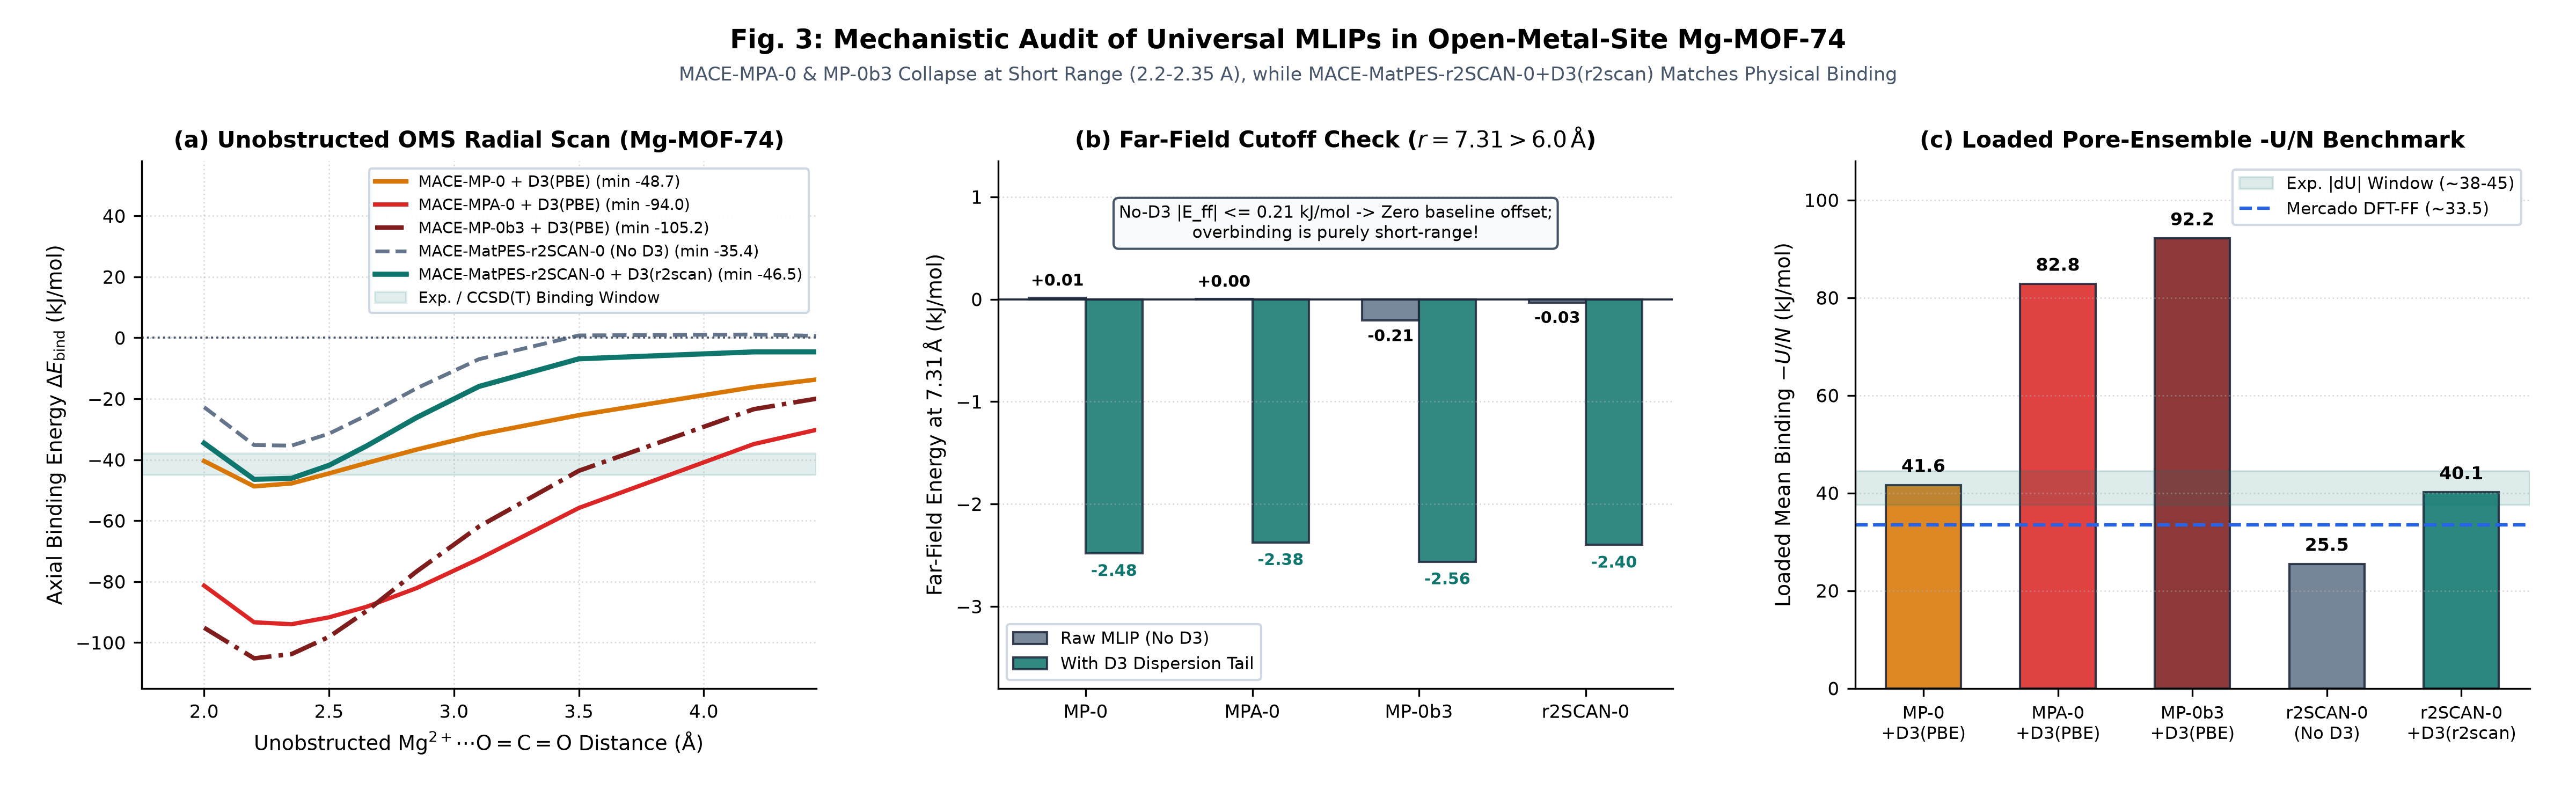 Fig. 3: Mechanistic Audit of Universal MLIPs in Open-Metal-Site Mg-MOF-74
MACE-MPA-0 & MP-0b3 Collapse at Short Range (2.2-2.35 A), while MACE-MatPES-r2SCAN-0+D3(r2scan) Matches Physical Binding
(a) Unobstructed OMS Radial Scan (Mg-MOF-74)
MACE-MP-0 + D3(PBE) (min -48.7)
MACE-MPA-0 + D3(PBE) (min -94.0)
MACE-MP-0b3 + D3(PBE) (min -105.2)
MACE-MatPES-r2SCAN-0 (No D3) (min -35.4)
MACE-MatPES-r2SCAN-0 + D3(r2scan) (min -46.5)
Exp. / CCSD(T) Binding Window
Axial Binding Energy ΔE_bind (kJ/mol)
40
20
0
−20
−40
−60
−80
−100
2.0 2.5 3.0 3.5 4.0
Unobstructed Mg²⁺⋯O=C=O Distance (Å)
(b) Far-Field Cutoff Check (r = 7.31 > 6.0 Å)
No-D3 |E_ff| <= 0.21 kJ/mol -> Zero baseline offset;
overbinding is purely short-range!
Far-Field Energy at 7.31 Å (kJ/mol)
1
0
−1
−2
−3
+0.01 +0.00 -0.21 -0.03
-2.48 -2.38 -2.56 -2.40
Raw MLIP (No D3)
With D3 Dispersion Tail
MP-0 MPA-0 MP-0b3 r2SCAN-0
(c) Loaded Pore-Ensemble -U/N Benchmark
Exp. |dU| Window (~38-45)
Mercado DFT-FF (~33.5)
Loaded Mean Binding −U/N (kJ/mol)
100
80
60
40
20
0
41.6 82.8 92.2 25.5 40.1
MP-0 MPA-0 MP-0b3 r2SCAN-0 r2SCAN-0
+D3(PBE) +D3(PBE) +D3(PBE) (No D3) +D3(r2scan)